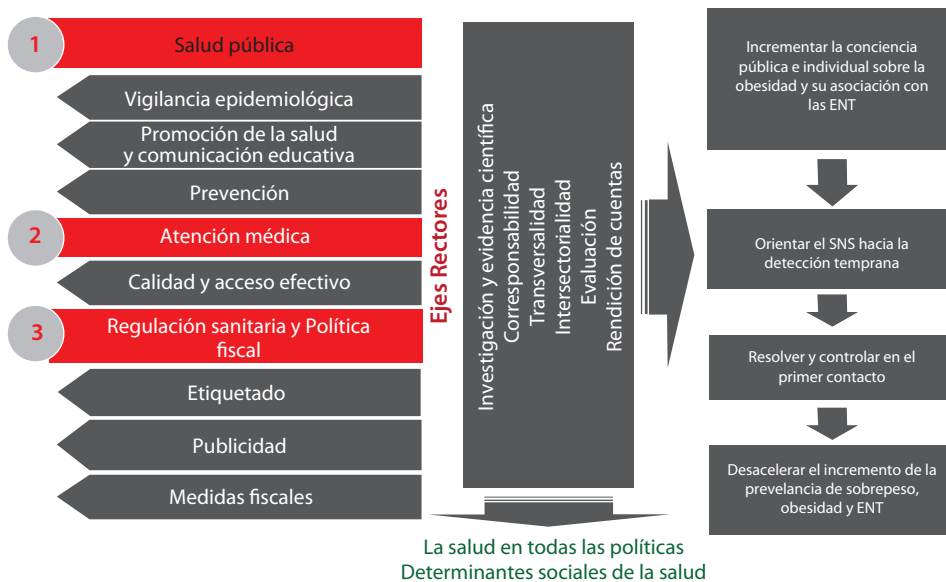 1
Salud pública
Vigilancia epidemiológica
Promoción de la salud
y comunicación educativa
Prevención
2
Atención médica
Calidad y acceso efectivo
3
Regulación sanitaria y Política
fiscal
Etiquetado
Publicidad
Medidas fiscales
Ejes Rectores
Investigación y evidencia científica
Corresponsabilidad
Transversalidad
Intersectorialidad
Evaluación
Rendición de cuentas
La salud en todas las políticas
Determinantes sociales de la salud
Incrementar la conciencia
pública e individual sobre la
obesidad y su asociación con
las ENT
Orientar el SNS hacia la
detección temprana
Resolver y controlar en el
primer contacto
Desacelerar el incremento de la
prevelancia de sobrepeso,
obesidad y ENT